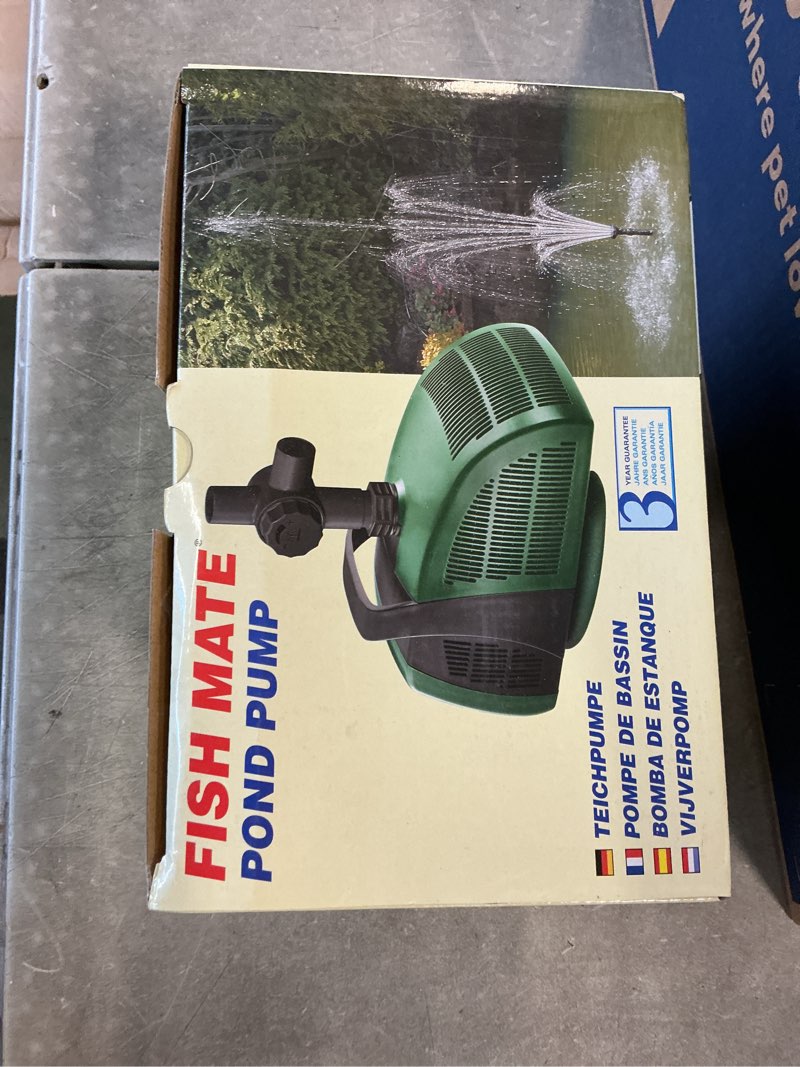 FISH MATE®
POND PUMP
3
YEAR GUARANTEE
JAHRE GARANTIE
ANS GARANTIE
AÑOS GARANTIA
JAAR GARANTIE
TEICHPUMPE
POMPE DE BASSIN
BOMBA DE ESTANQUE
VIJVERPOMP
where pet lov